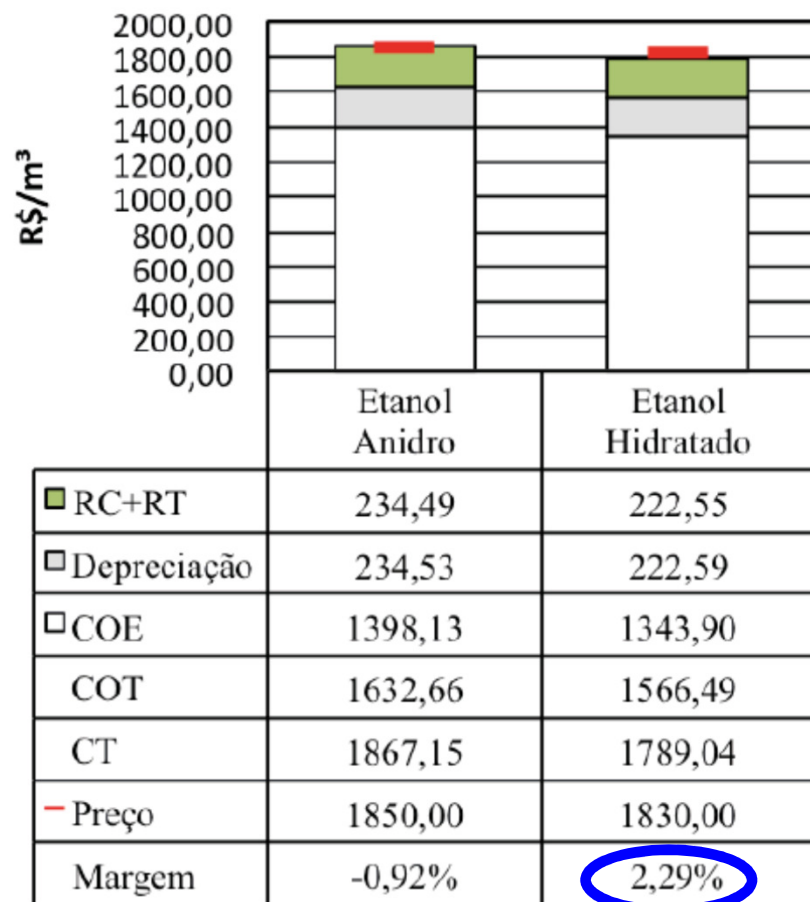 R$/m³
2000,00
1800,00
1600,00
1400,00
1200,00
1000,00
800,00
600,00
400,00
200,00
0,00
Etanol Anidro
Etanol Hidratado
RC+RT 234,49 222,55
Depreciação 234,53 222,59
COE 1398,13 1343,90
COT 1632,66 1566,49
CT 1867,15 1789,04
Preço 1850,00 1830,00
Margem -0,92% 2,29%